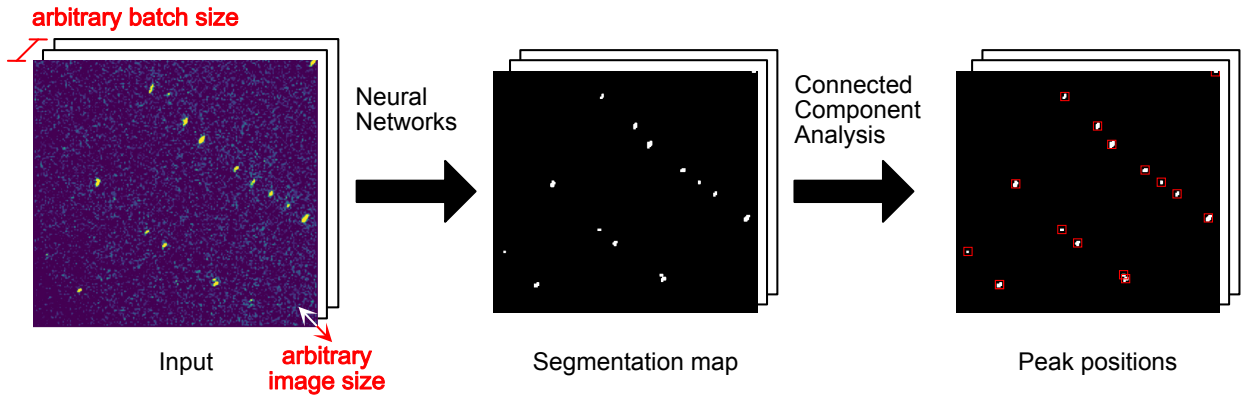 arbitrary batch size
Neural
Networks
Connected
Component
Analysis
Input
arbitrary
image size
Segmentation map
Peak positions